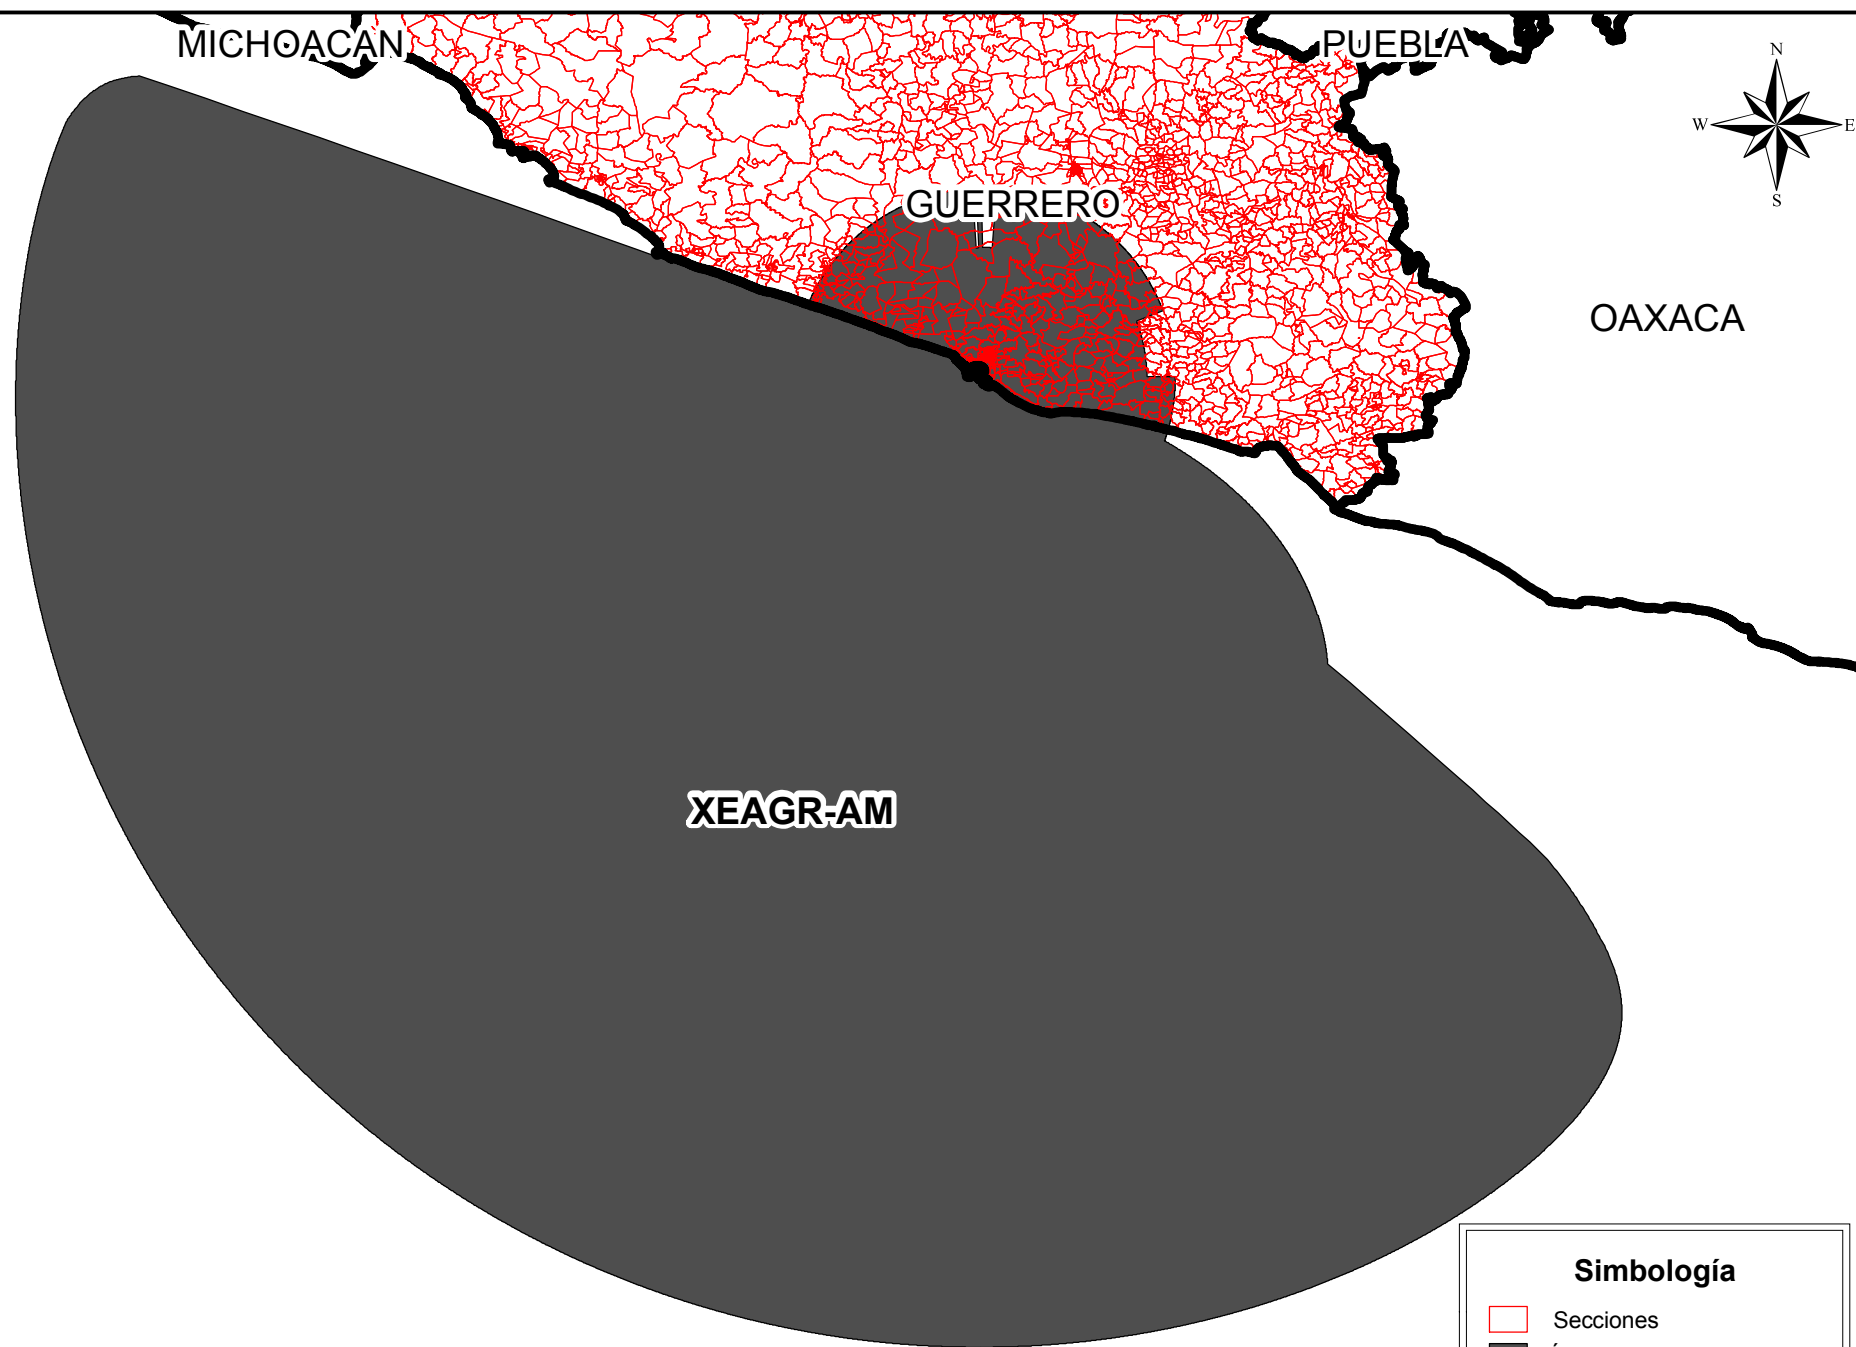 MICHOACAN
PUEBLA
N
W
E
S
GUERRERO
OAXACA
XEAGR-AM
Simbología
Secciones